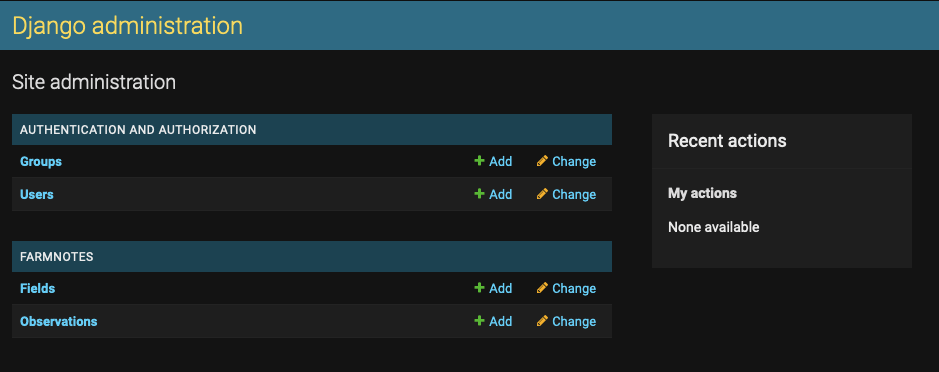 Django administration
Site administration
AUTHENTICATION AND AUTHORIZATION
Groups Add Change
Users Add Change
FARMNOTES
Fields Add Change
Observations Add Change
Recent actions
My actions
None available